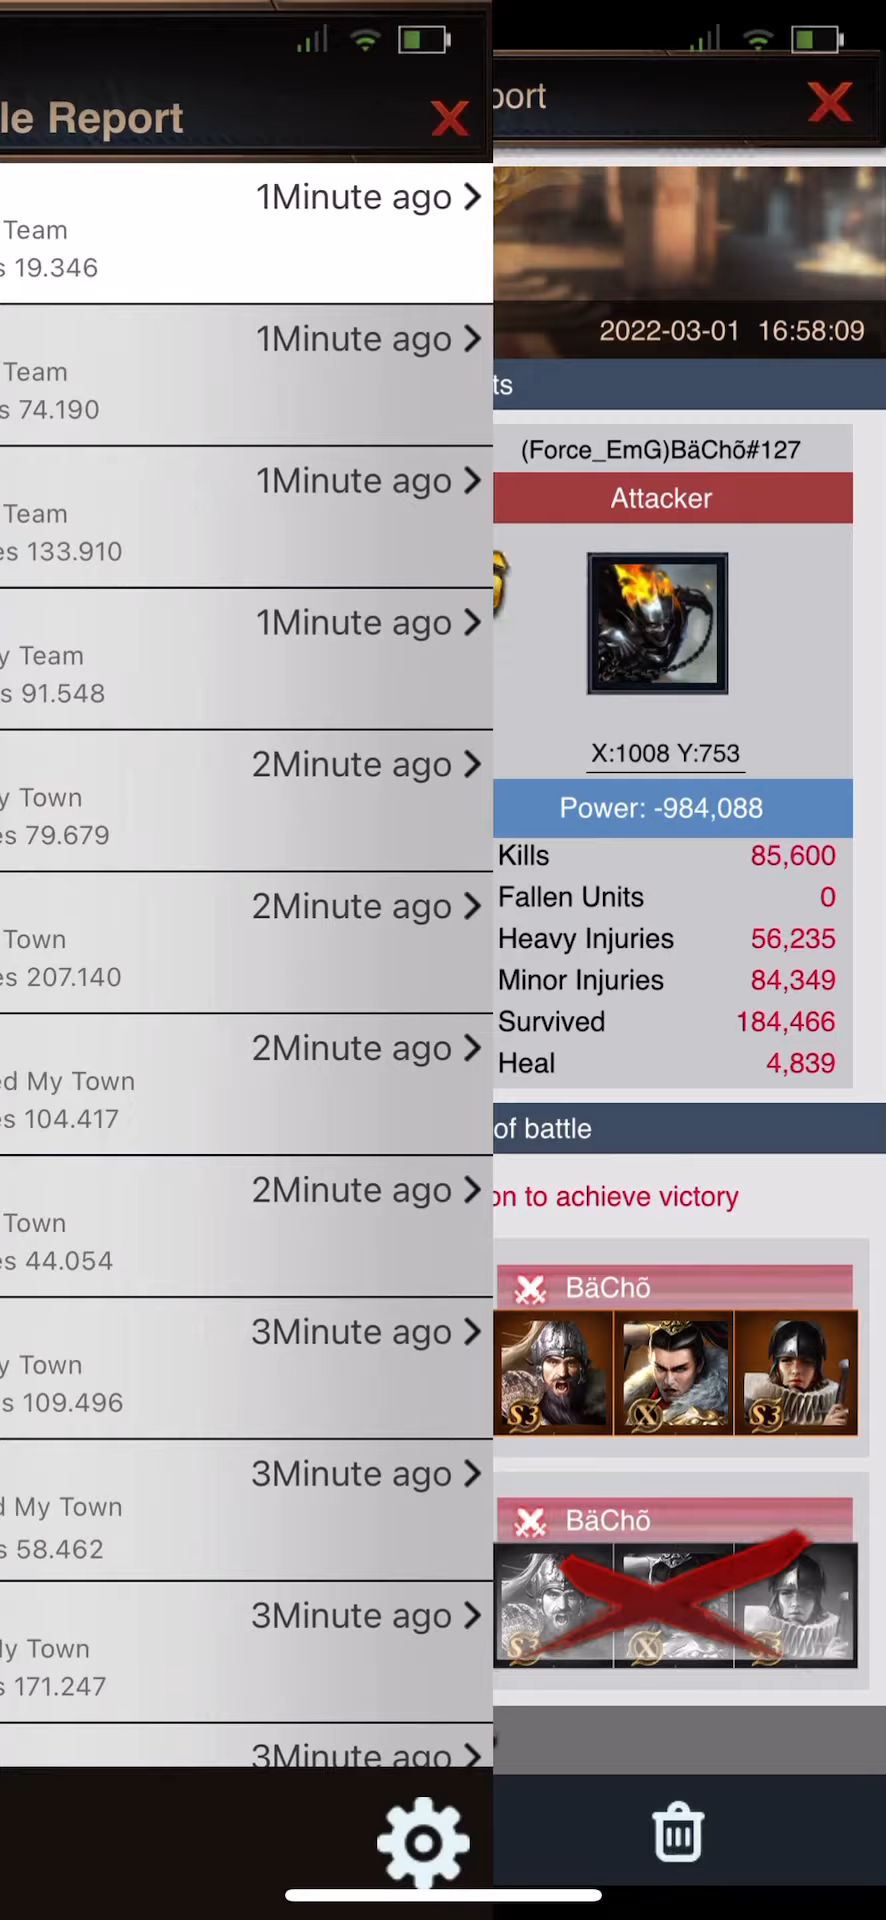 le Report
1Minute ago
Team
s 19.346
1Minute ago
Team
s 74.190
1Minute ago
Team
es 133.910
1Minute ago
y Team
s 91.548
2Minute ago
y Town
es 79.679
2Minute ago
Town
es 207.140
2Minute ago
ed My Town
es 104.417
2Minute ago
Town
es 44.054
3Minute ago
y Town
s 109.496
3Minute ago
d My Town
s 58.462
3Minute ago
ly Town
s 171.247
3Minute ago
port
2022-03-01 16:58:09
ts
(Force_EmG)BäChõ#127
Attacker
X:1008 Y:753
Power: -984,088
Kills 85,600
Fallen Units 0
Heavy Injuries 56,235
Minor Injuries 84,349
Survived 184,466
Heal 4,839
of battle
on to achieve victory
BäChõ
S3 X S3
BäChõ
S3 X S3